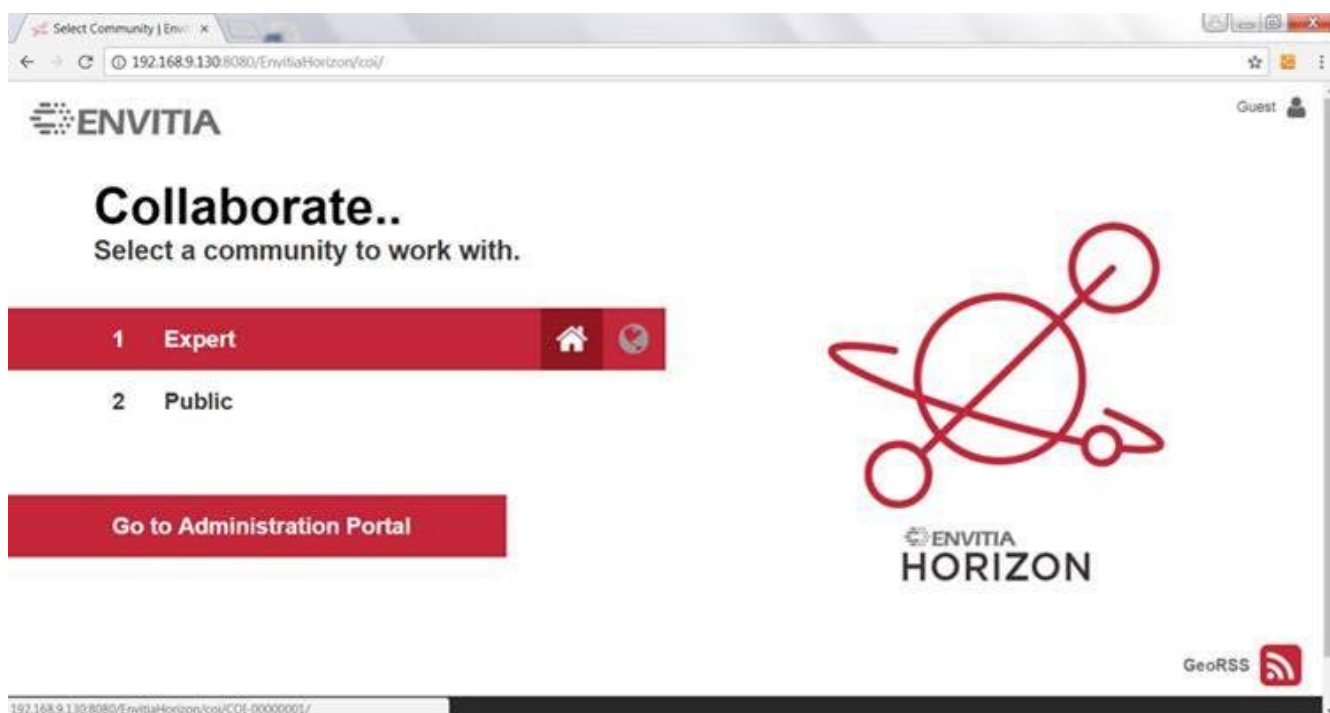 Select Community | Env
192.168.9.130:8080/EnvitiaHorizon/coi/
ENVITIA
Guest
Collaborate..
Select a community to work with.
1 Expert
2 Public
Go to Administration Portal
ENVITIA
HORIZON
GeoRSS
192.168.9.130:8080/EnvitiaHorizon/coi/COI-00000001/